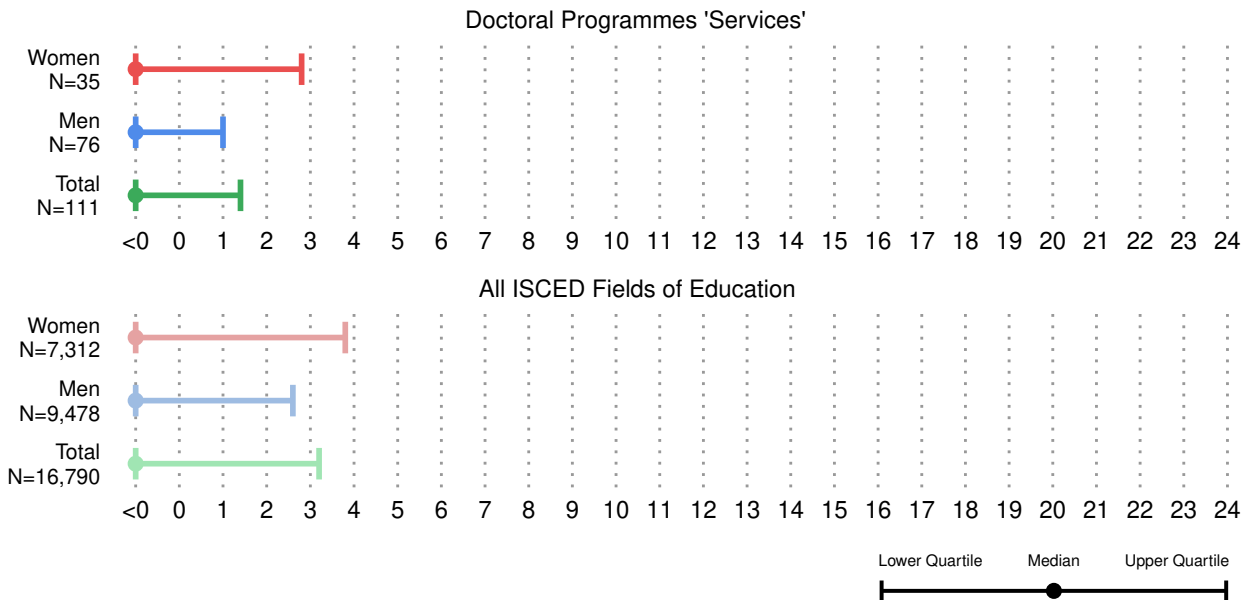 Doctoral Programmes 'Services'
Women
N=35
Men
N=76
Total
N=111
<0 0 1 2 3 4 5 6 7 8 9 10 11 12 13 14 15 16 17 18 19 20 21 22 23 24
All ISCED Fields of Education
Women
N=7,312
Men
N=9,478
Total
N=16,790
<0 0 1 2 3 4 5 6 7 8 9 10 11 12 13 14 15 16 17 18 19 20 21 22 23 24
Lower Quartile Median Upper Quartile